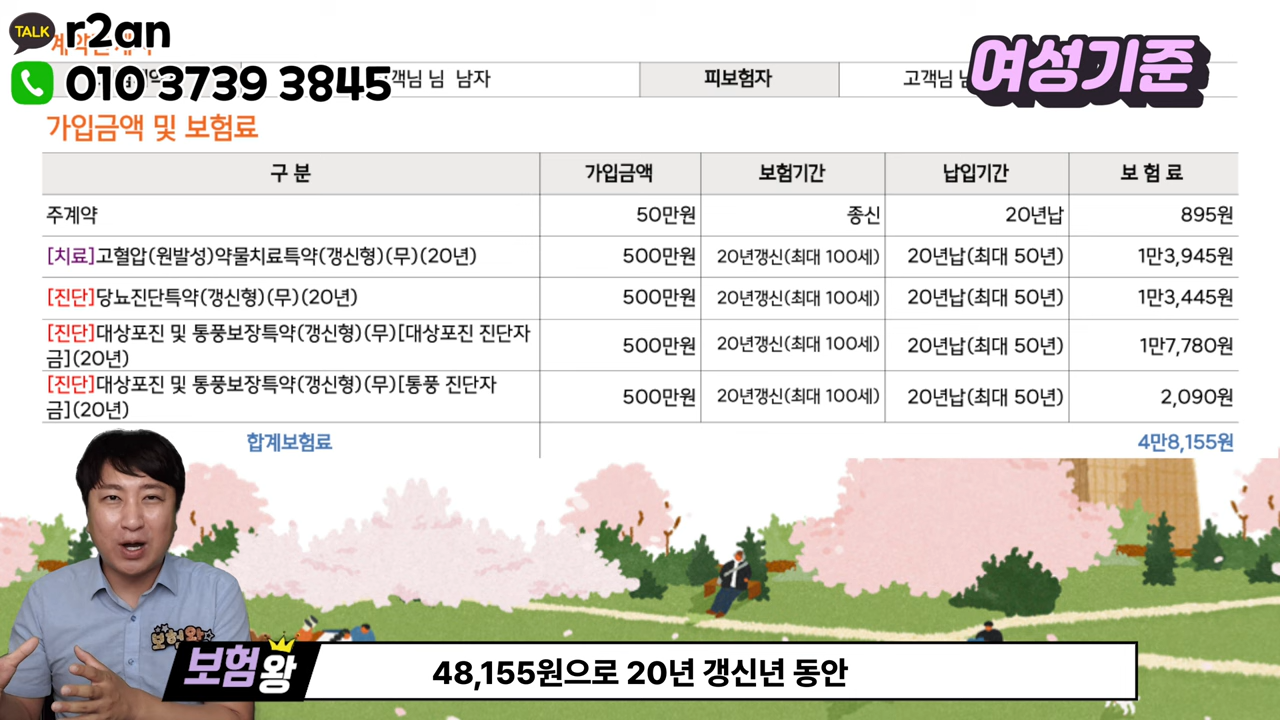 TALK r2an
010 3739 3845
고객님 님 남자
피보험자
고객님
여성기준
가입금액 및 보험료
구 분 가입금액 보험기간 납입기간 보 험 료
주계약 50만원 종신 20년납 895원
[치료]고혈압(원발성)약물치료특약(갱신형)(무)(20년) 500만원 20년갱신(최대 100세) 20년납(최대 50년) 1만3,945원
[진단]당뇨진단특약(갱신형)(무)(20년) 500만원 20년갱신(최대 100세) 20년납(최대 50년) 1만3,445원
[진단]대상포진 및 통풍보장특약(갱신형)(무)[대상포진 진단자
금](20년) 500만원 20년갱신(최대 100세) 20년납(최대 50년) 1만7,780원
[진단]대상포진 및 통풍보장특약(갱신형)(무)[통풍 진단자
금](20년) 500만원 20년갱신(최대 100세) 20년납(최대 50년) 2,090원
합계보험료 4만8,155원
보험왕
보험왕
48,155원으로 20년 갱신년 동안